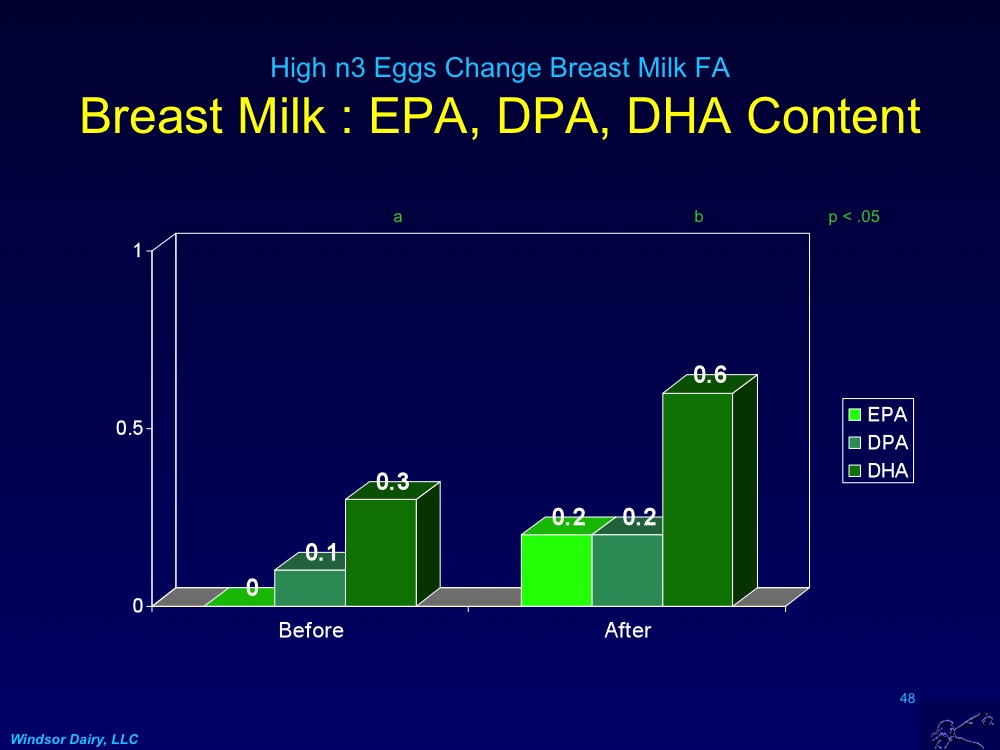 High n3 Eggs Change Breast Milk FA
Breast Milk : EPA, DPA, DHA Content
a b p < .05
1
0.5
0
0 0.1 0.3 0.2 0.2 0.6
Before After
EPA
DPA
DHA
48
Windsor Dairy, LLC